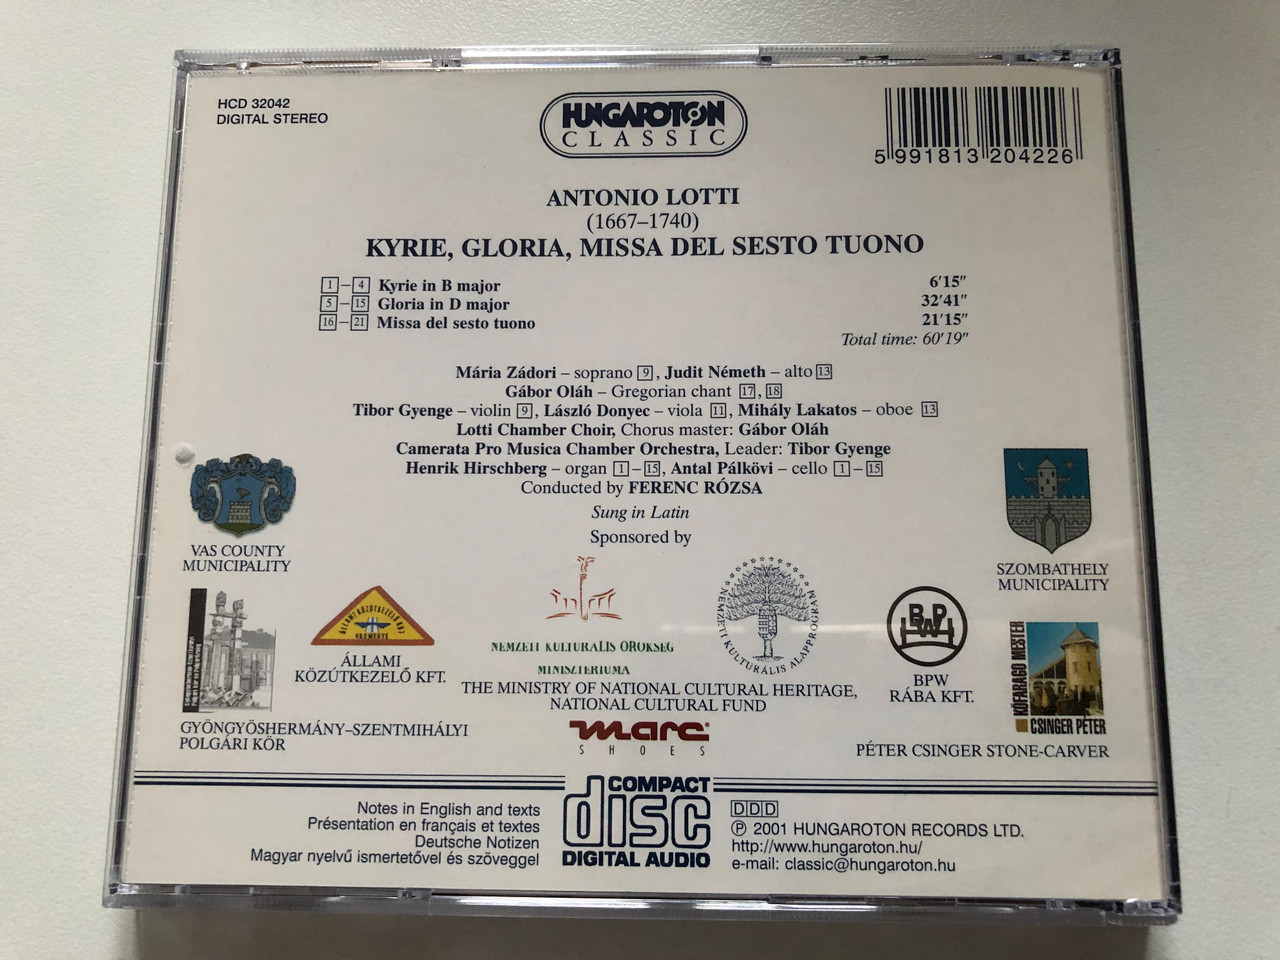 HCD 32042
DIGITAL STEREO
HUNGAROTON
CLASSIC
5 991813 204226
ANTONIO LOTTI
(1667–1740)
KYRIE, GLORIA, MISSA DEL SESTO TUONO
1–4 Kyrie in B major 6'15"
5–15 Gloria in D major 32'41"
16–21 Missa del sesto tuono 21'15"
Total time: 60'19"
Mária Zádori – soprano 9, Judit Németh – alto 13
Gábor Oláh – Gregorian chant 17, 18
Tibor Gyenge – violin 9, László Donyec – viola 11, Mihály Lakatos – oboe 13
Lotti Chamber Choir, Chorus master: Gábor Oláh
Camerata Pro Musica Chamber Orchestra, Leader: Tibor Gyenge
Henrik Hirschberg – organ 1–15, Antal Pálkövi – cello 1–15
Conducted by FERENC RÓZSA
Sung in Latin
Sponsored by
VAS COUNTY
MUNICIPALITY
SZOMBATHELY
MUNICIPALITY
ÁLLAMI KÖZÚTKEZELŐ KHT
VAS MEGYE
ÁLLAMI
KÖZÚTKEZELŐ KFT.
NEMZETI KULTURALIS ÖRÖKSEG
MINISZTERIUMA
NEMZETI KULTURÁLIS ALAPPROGRAM
THE MINISTRY OF NATIONAL CULTURAL HERITAGE,
NATIONAL CULTURAL FUND
BPW
BPW
RÁBA KFT.
KŐFARAGÓ MESTER
CSINGER PÉTER
GYÖNGYÖSHERMÁNY–SZENTMIHÁLYI
POLGÁRI KÖR
marc®
SHOES
PÉTER CSINGER STONE-CARVER
Notes in English and texts
Présentation en français et textes
Deutsche Notizen
Magyar nyelvű ismertetővel és szöveggel
COMPACT
disc
DIGITAL AUDIO
DDD
℗ 2001 HUNGAROTON RECORDS LTD.
http://www.hungaroton.hu/
e-mail: classic@hungaroton.hu